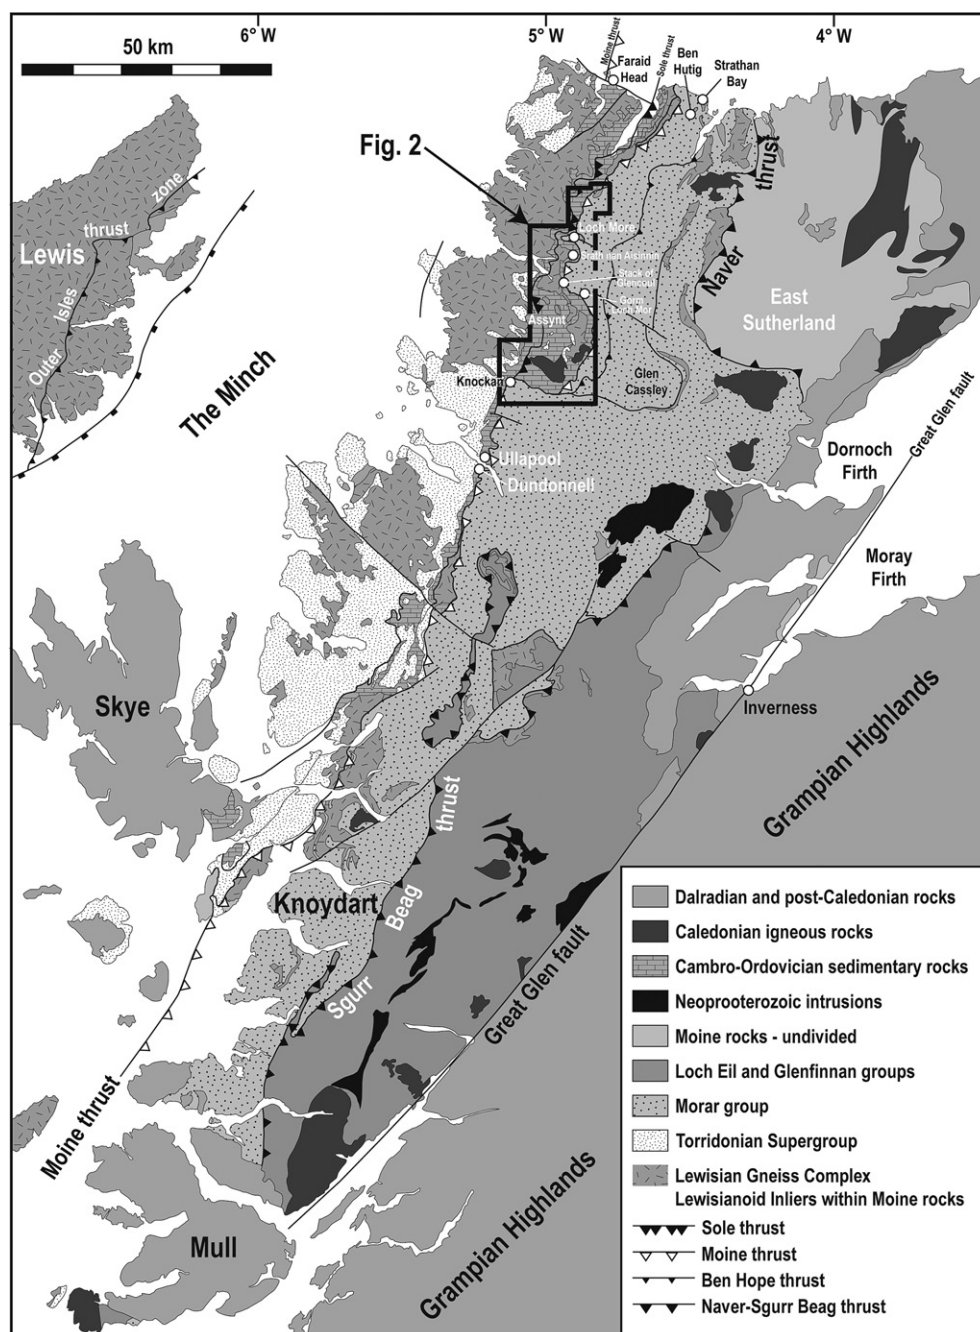 6°W
5°W
4°W
50 km
Moine thrust
Faraid
Head
Sole thrust
Ben
Hutig
Strathan
Bay
Fig. 2
thrust
zone
thrust
Lewis
Isles
Outer
The Minch
Loch More
Srath nan Aisinnin
Stack of
Glencoul
Gorm
Loch Mor
Assynt
Naver
East
Sutherland
Glen
Cassley
Knockan
Ullapool
Dundonnell
Great Glen fault
Dornoch
Firth
Moray
Firth
Skye
Inverness
Grampian Highlands
thrust
Beag
Sgurr
Knoydart
Great Glen fault
Moine thrust
Mull
Grampian Highlands
Dalradian and post-Caledonian rocks
Caledonian igneous rocks
Cambro-Ordovician sedimentary rocks
Neoprooterozoic intrusions
Moine rocks - undivided
Loch Eil and Glenfinnan groups
Morar group
Torridonian Supergroup
Lewisian Gneiss Complex
Lewisianoid Inliers within Moine rocks
Sole thrust
Moine thrust
Ben Hope thrust
Naver-Sgurr Beag thrust